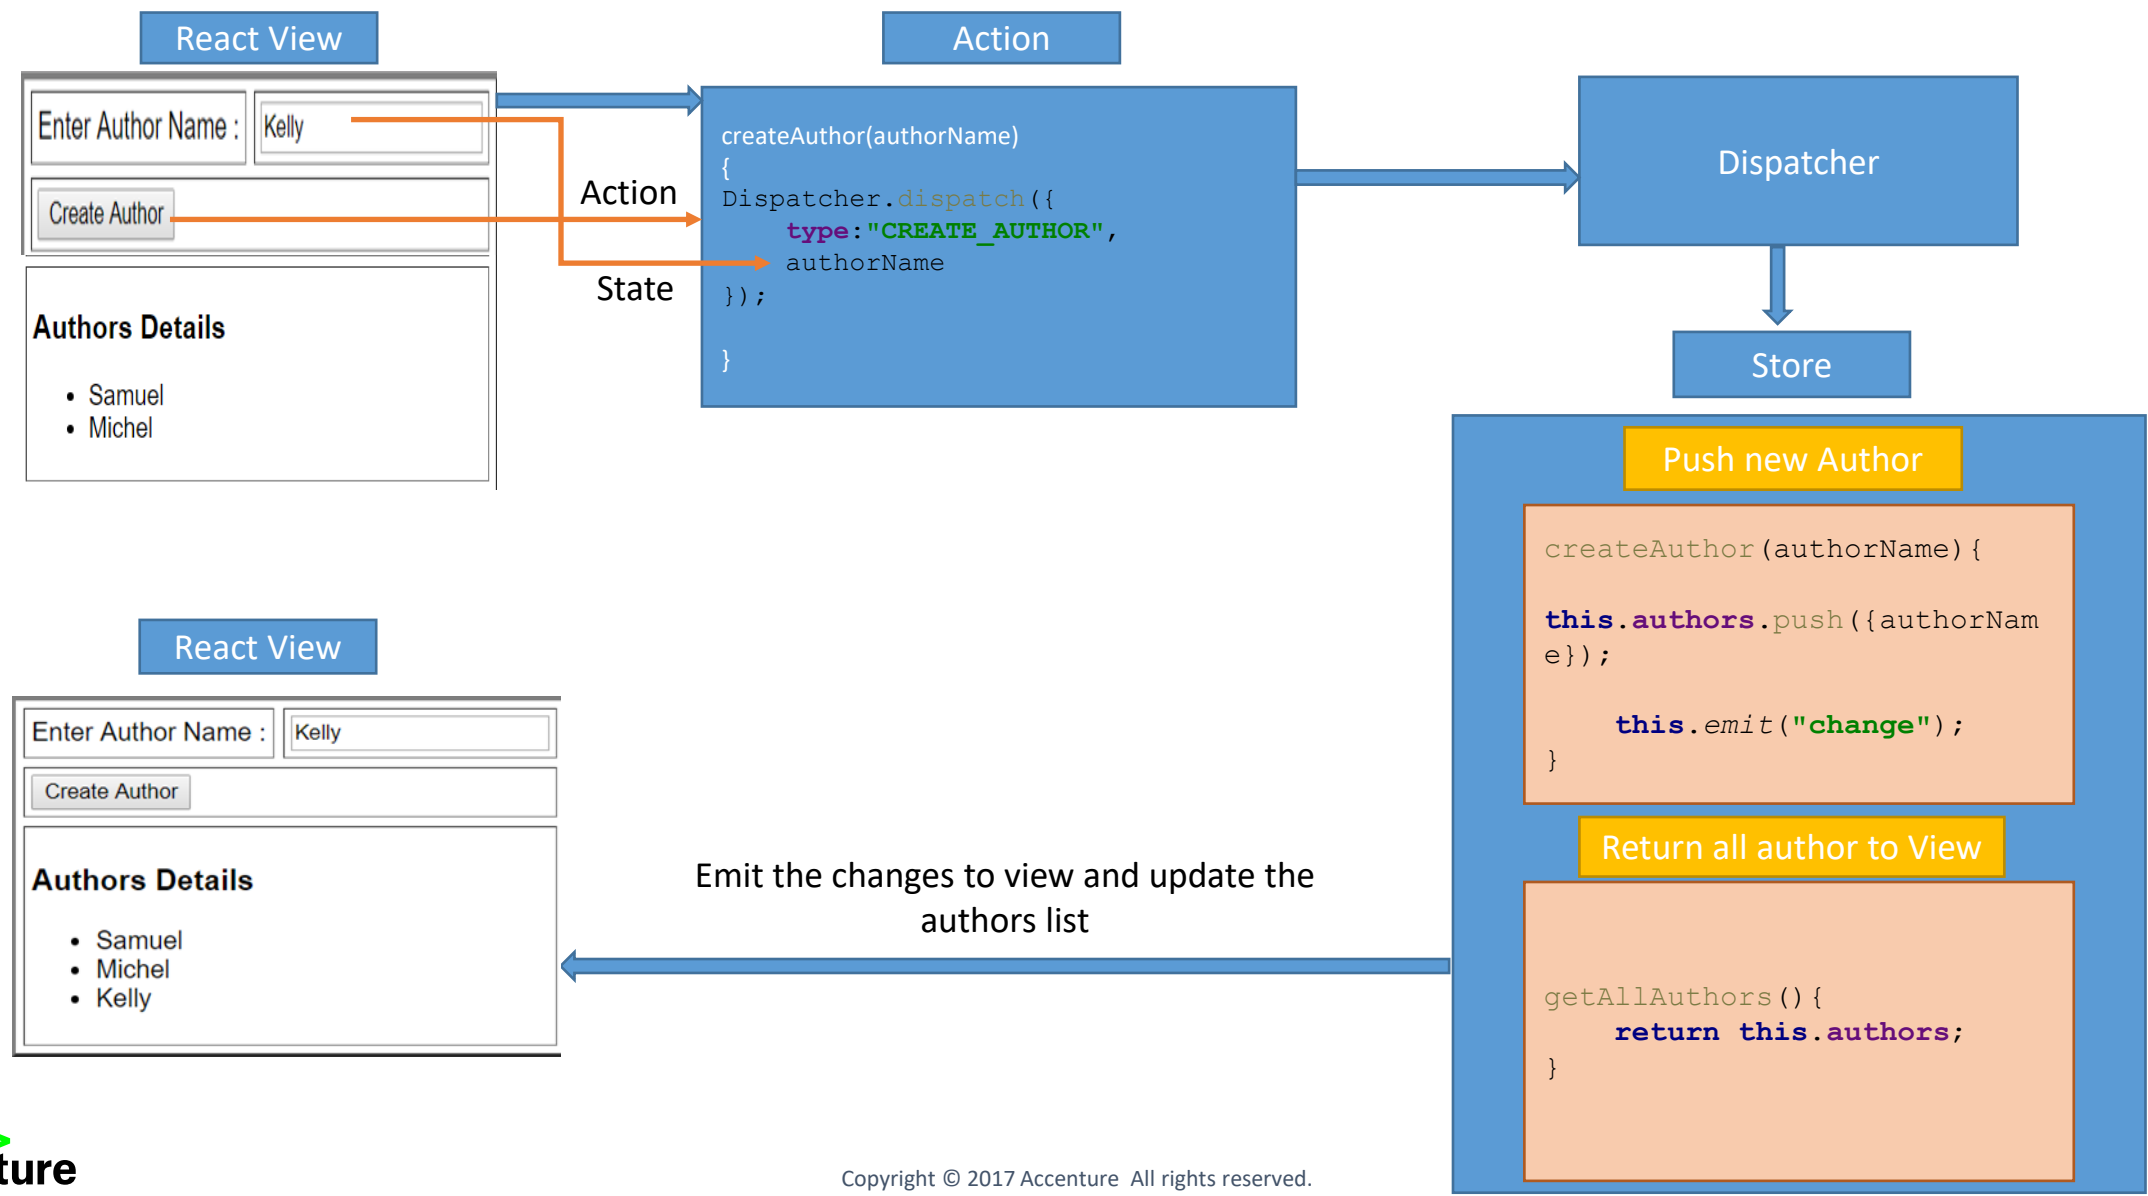 React View
Enter Author Name :
Kelly
Create Author
Authors Details
• Samuel
• Michel
Action
State
Action
createAuthor(authorName)
{
Dispatcher.dispatch({
type:"CREATE_AUTHOR",
authorName
});
}
Dispatcher
Store
Push new Author
createAuthor(authorName){
this.authors.push({authorNam
e});
this.emit("change");
}
Return all author to View
getAllAuthors(){
return this.authors;
}
Emit the changes to view and update the
authors list
React View
Enter Author Name :
Kelly
Create Author
Authors Details
• Samuel
• Michel
• Kelly
ture
Copyright © 2017 Accenture All rights reserved.